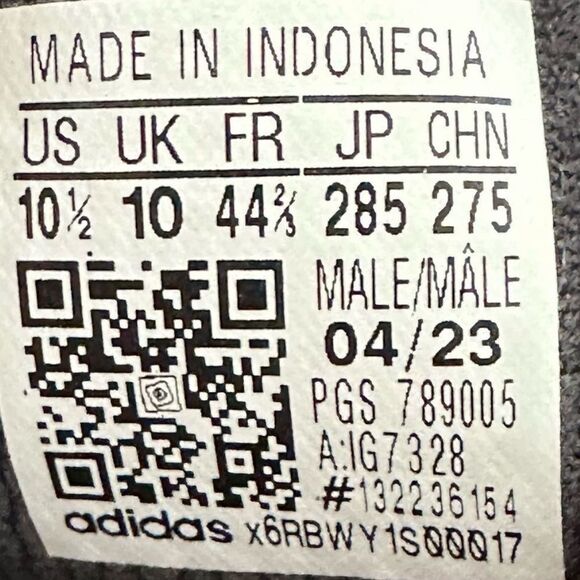 MADE IN INDONESIA
US UK FR JP CHN
10½ 10 44⅔ 285 275
MALE/MÂLE
04/23
PGS 789005
A:IG7328
#132236154
adidas x6RBWY1S00017